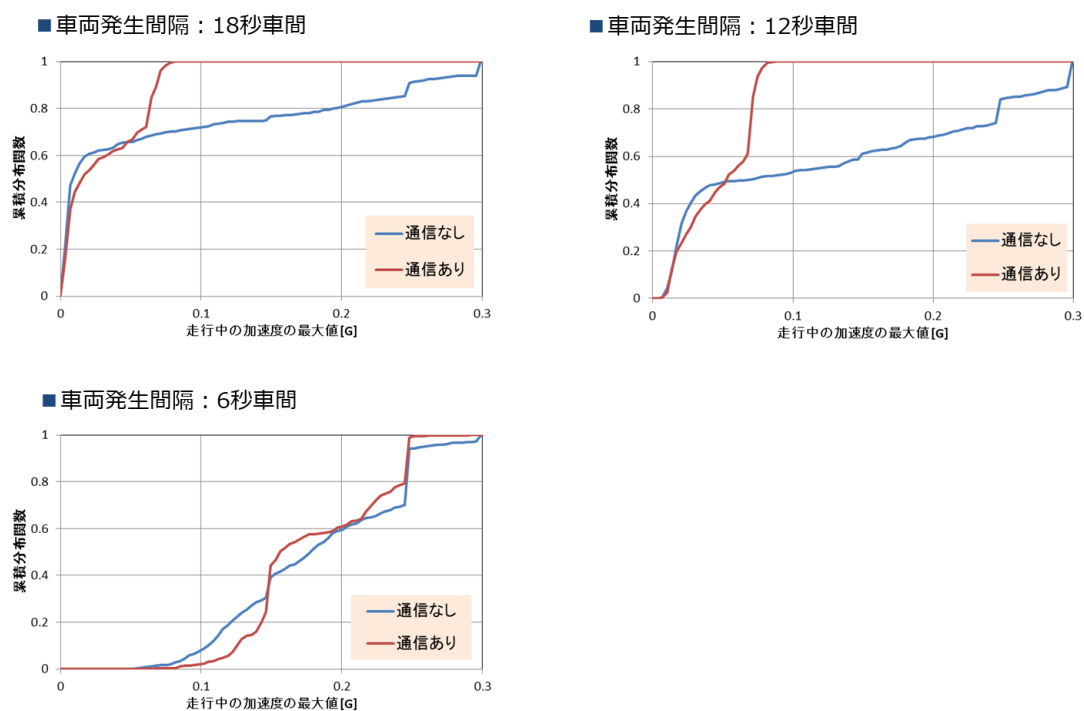 ■車両発生間隔：18秒車間
1
0.8
0.6
0.4
0.2
0
累積分布関数
通信なし
通信あり
0 0.1 0.2 0.3
走行中の加速度の最大値[G]
■車両発生間隔：12秒車間
1
0.8
0.6
0.4
0.2
0
累積分布関数
通信なし
通信あり
0 0.1 0.2 0.3
走行中の加速度の最大値[G]
■車両発生間隔：6秒車間
1
0.8
0.6
0.4
0.2
0
累積分布関数
通信なし
通信あり
0 0.1 0.2 0.3
走行中の加速度の最大値[G]